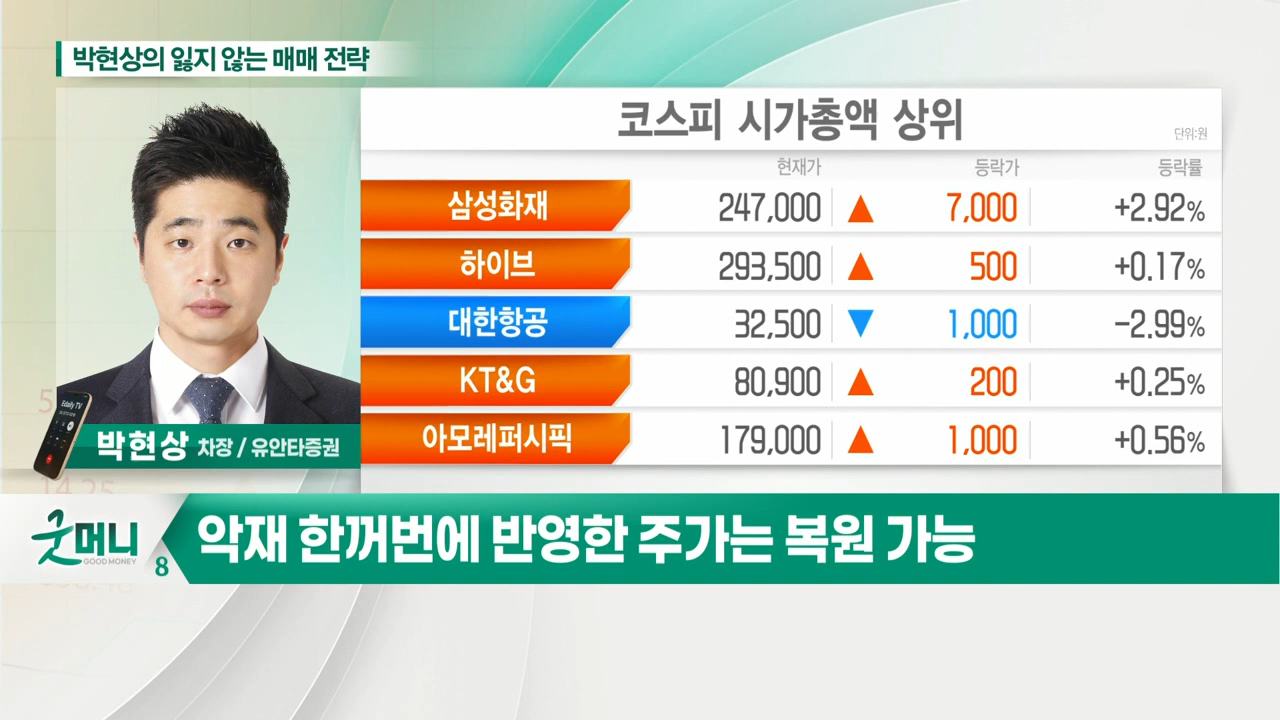 박현상의 잃지 않는 매매 전략
코스피 시가총액 상위
단위:원
현재가 등락가 등락률
삼성화재 247,000 ▲ 7,000 +2.92%
하이브 293,500 ▲ 500 +0.17%
대한항공 32,500 ▼ 1,000 -2.99%
KT&G 80,900 ▲ 200 +0.25%
아모레퍼시픽 179,000 ▲ 1,000 +0.56%
Edaily TV
박현상 차장 / 유안타증권
14.25
굿머니
GOOD MONEY
8
악재 한꺼번에 반영한 주가는 복원 가능